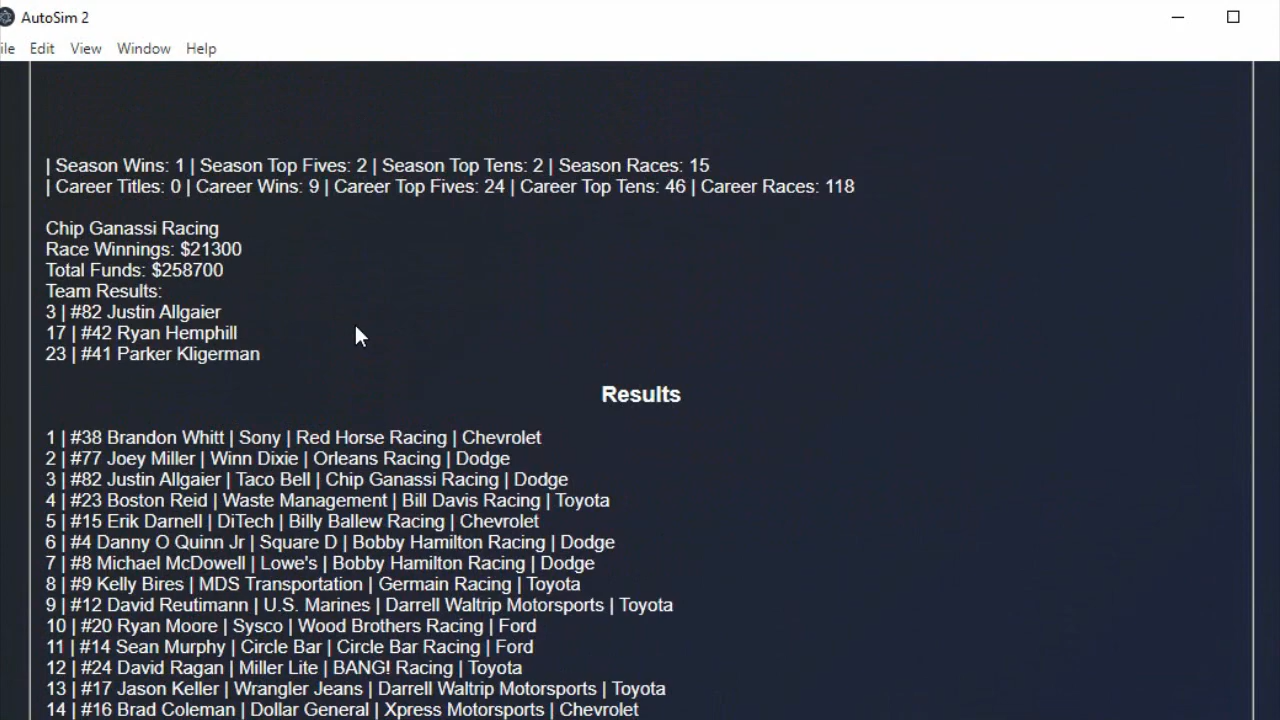 AutoSim 2
ile Edit View Window Help
| Season Wins: 1 | Season Top Fives: 2 | Season Top Tens: 2 | Season Races: 15
| Career Titles: 0 | Career Wins: 9 | Career Top Fives: 24 | Career Top Tens: 46 | Career Races: 118
Chip Ganassi Racing
Race Winnings: $21300
Total Funds: $258700
Team Results:
3 | #82 Justin Allgaier
17 | #42 Ryan Hemphill
23 | #41 Parker Kligerman
Results
1 | #38 Brandon Whitt | Sony | Red Horse Racing | Chevrolet
2 | #77 Joey Miller | Winn Dixie | Orleans Racing | Dodge
3 | #82 Justin Allgaier | Taco Bell | Chip Ganassi Racing | Dodge
4 | #23 Boston Reid | Waste Management | Bill Davis Racing | Toyota
5 | #15 Erik Darnell | DiTech | Billy Ballew Racing | Chevrolet
6 | #4 Danny O Quinn Jr | Square D | Bobby Hamilton Racing | Dodge
7 | #8 Michael McDowell | Lowe's | Bobby Hamilton Racing | Dodge
8 | #9 Kelly Bires | MDS Transportation | Germain Racing | Toyota
9 | #12 David Reutimann | U.S. Marines | Darrell Waltrip Motorsports | Toyota
10 | #20 Ryan Moore | Sysco | Wood Brothers Racing | Ford
11 | #14 Sean Murphy | Circle Bar | Circle Bar Racing | Ford
12 | #24 David Ragan | Miller Lite | BANG! Racing | Toyota
13 | #17 Jason Keller | Wrangler Jeans | Darrell Waltrip Motorsports | Toyota
14 | #16 Brad Coleman | Dollar General | Xpress Motorsports | Chevrolet